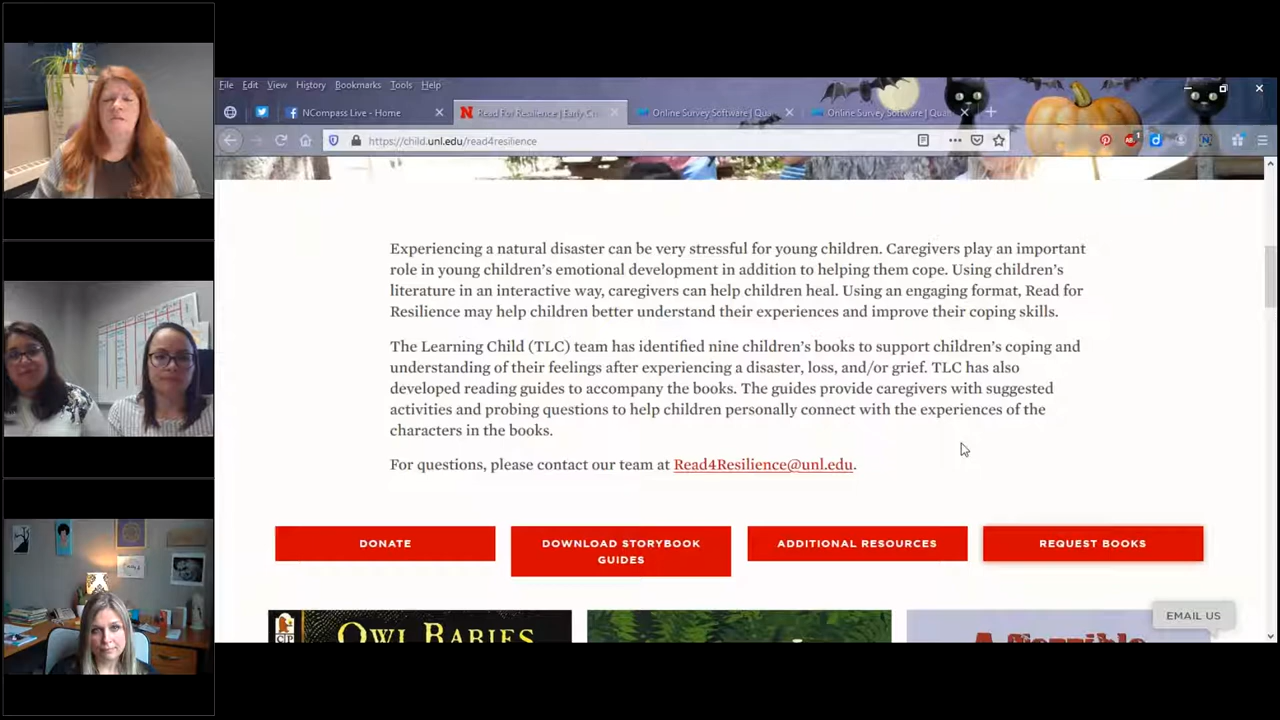 File Edit View History Bookmarks Tools Help
NCompass Live - Home
Read For Resilience | Early C
Online Survey Software | Qua
Online Survey Software | Qua
https://child.unl.edu/read4resilience
Experiencing a natural disaster can be very stressful for young children. Caregivers play an important
role in young children's emotional development in addition to helping them cope. Using children's
literature in an interactive way, caregivers can help children heal. Using an engaging format, Read for
Resilience may help children better understand their experiences and improve their coping skills.
The Learning Child (TLC) team has identified nine children's books to support children's coping and
understanding of their feelings after experiencing a disaster, loss, and/or grief. TLC has also
developed reading guides to accompany the books. The guides provide caregivers with suggested
activities and probing questions to help children personally connect with the experiences of the
characters in the books.
For questions, please contact our team at Read4Resilience@unl.edu.
DONATE
DOWNLOAD STORYBOOK
GUIDES
ADDITIONAL RESOURCES
REQUEST BOOKS
EMAIL US
OWL BABIES
A Terrible